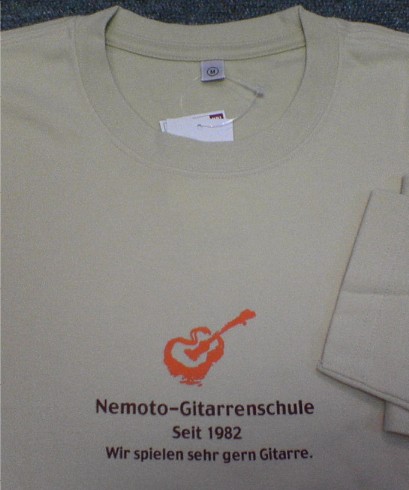 M
Nemoto-Gitarrenschule
Seit 1982
Wir spielen sehr gern Gitarre.